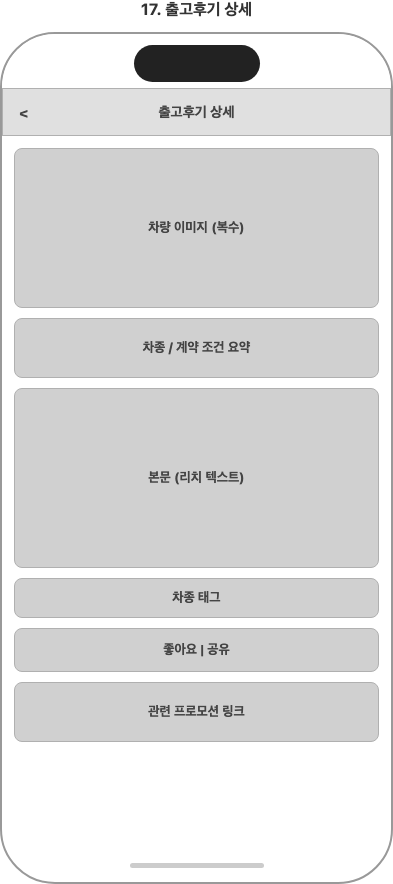 17. 출고후기 상세
< 출고후기 상세
차량 이미지 (복수)
차종 / 계약 조건 요약
본문 (리치 텍스트)
차종 태그
좋아요 | 공유
관련 프로모션 링크